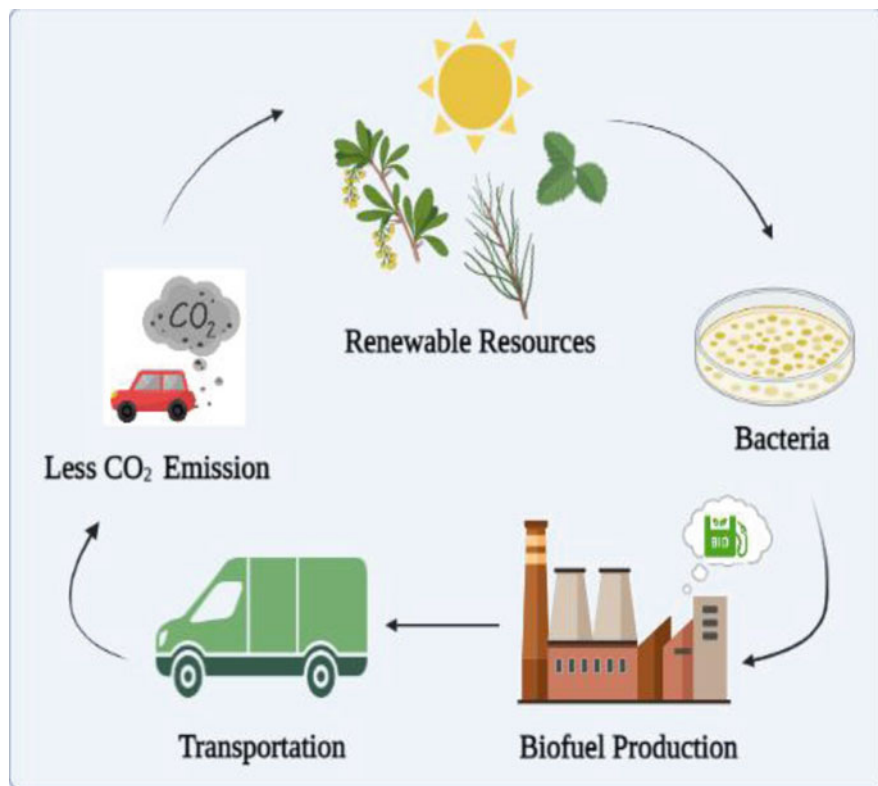 Renewable Resources
CO₂
Bacteria
Less CO₂ Emission
BIO
Transportation
Biofuel Production